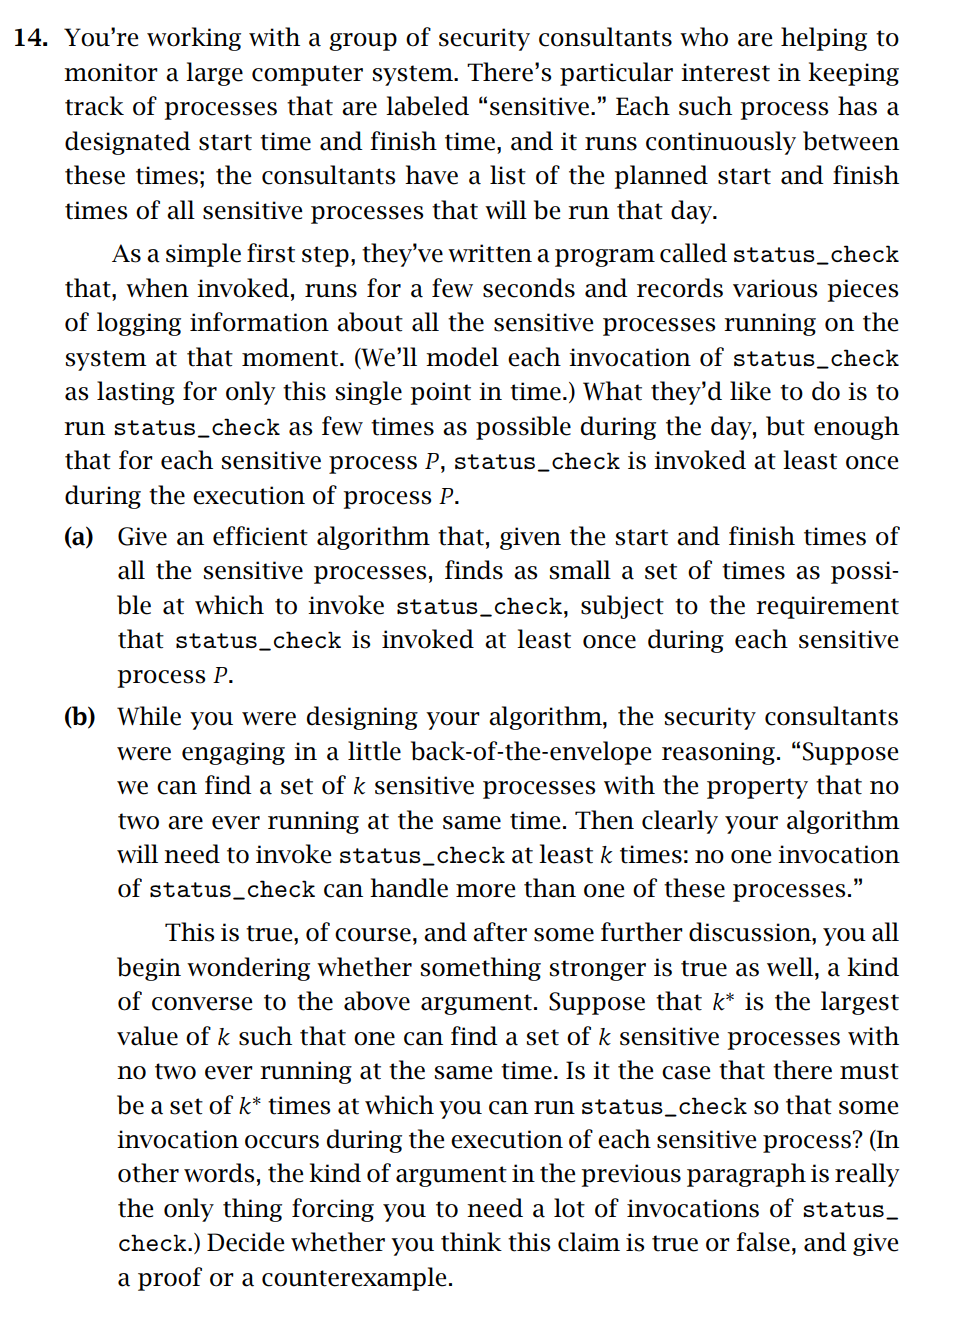 14. You’re working with a group of security consultants who are helping to
monitor a large computer system. There’s particular interest in keeping
track of processes that are labeled “sensitive.” Each such process has a
designated start time and finish time, and it runs continuously between
these times; the consultants have a list of the planned start and finish
times of all sensitive processes that will be run that day.
As a simple first step, they’ve written a program called status_check
that, when invoked, runs for a few seconds and records various pieces
of logging information about all the sensitive processes running on the
system at that moment. (We’ll model each invocation of status_check
as lasting for only this single point in time.) What they’d like to do is to
run status_check as few times as possible during the day, but enough
that for each sensitive process P, status_check is invoked at least once
during the execution of process P.
(a) Give an efficient algorithm that, given the start and finish times of
all the sensitive processes, finds as small a set of times as possi-
ble at which to invoke status_check, subject to the requirement
that status_check is invoked at least once during each sensitive
process P.
(b) While you were designing your algorithm, the security consultants
were engaging in a little back-of-the-envelope reasoning. “Suppose
we can find a set of k sensitive processes with the property that no
two are ever running at the same time. Then clearly your algorithm
will need to invoke status_check at least k times: no one invocation
of status_check can handle more than one of these processes.”
This is true, of course, and after some further discussion, you all
begin wondering whether something stronger is true as well, a kind
of converse to the above argument. Suppose that k* is the largest
value of k such that one can find a set of k sensitive processes with
no two ever running at the same time. Is it the case that there must
be a set of k* times at which you can run status_check so that some
invocation occurs during the execution of each sensitive process? (In
other words, the kind of argument in the previous paragraph is really
the only thing forcing you to need a lot of invocations of status_
check.) Decide whether you think this claim is true or false, and give
a proof or a counterexample.